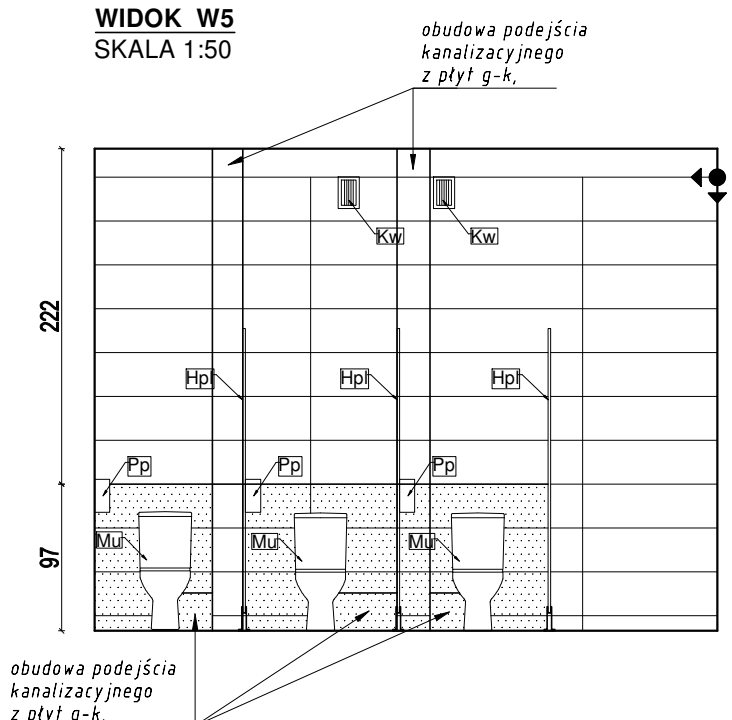 WIDOK W5
SKALA 1:50
obudowa podejścia
kanalizacyjnego
z płyt g-k,
Kw
Kw
222
Hpl
Hpl
Hpl
Pp
Pp
Pp
97
Mu
Mu
Mu
obudowa podejścia
kanalizacyjnego
z płyt g-k,